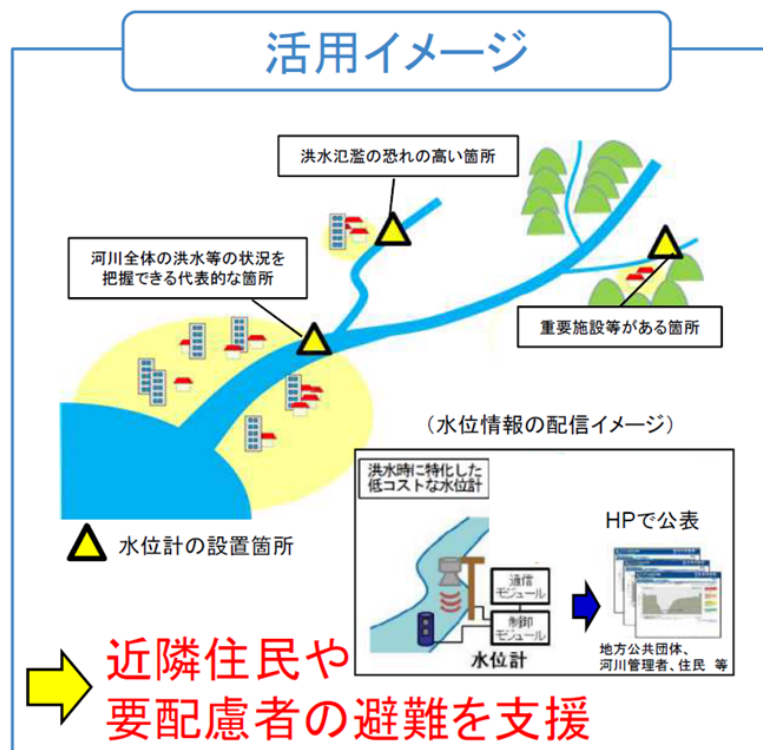 活用イメージ
洪水氾濫の恐れの高い箇所
河川全体の洪水等の状況を
把握できる代表的な箇所
重要施設等がある箇所
（水位情報の配信イメージ）
洪水時に特化した
低コストな水位計
HPで公表
通信
モジュール
制御
モジュール
水位計
地方公共団体、
河川管理者、住民 等
水位計の設置箇所
近隣住民や
要配慮者の避難を支援